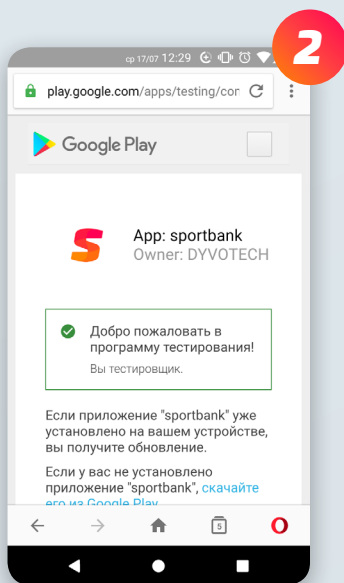 2
ср 17/07 12:29
play.google.com/apps/testing/cor
Google Play
App: sportbank
Owner: DYVOTECH
Добро пожаловать в
программу тестирования!
Вы тестировщик.
Если приложение "sportbank" уже
установлено на вашем устройстве,
вы получите обновление.
Если у вас не установлено
приложение "sportbank", скачайте
его из Google Play
5